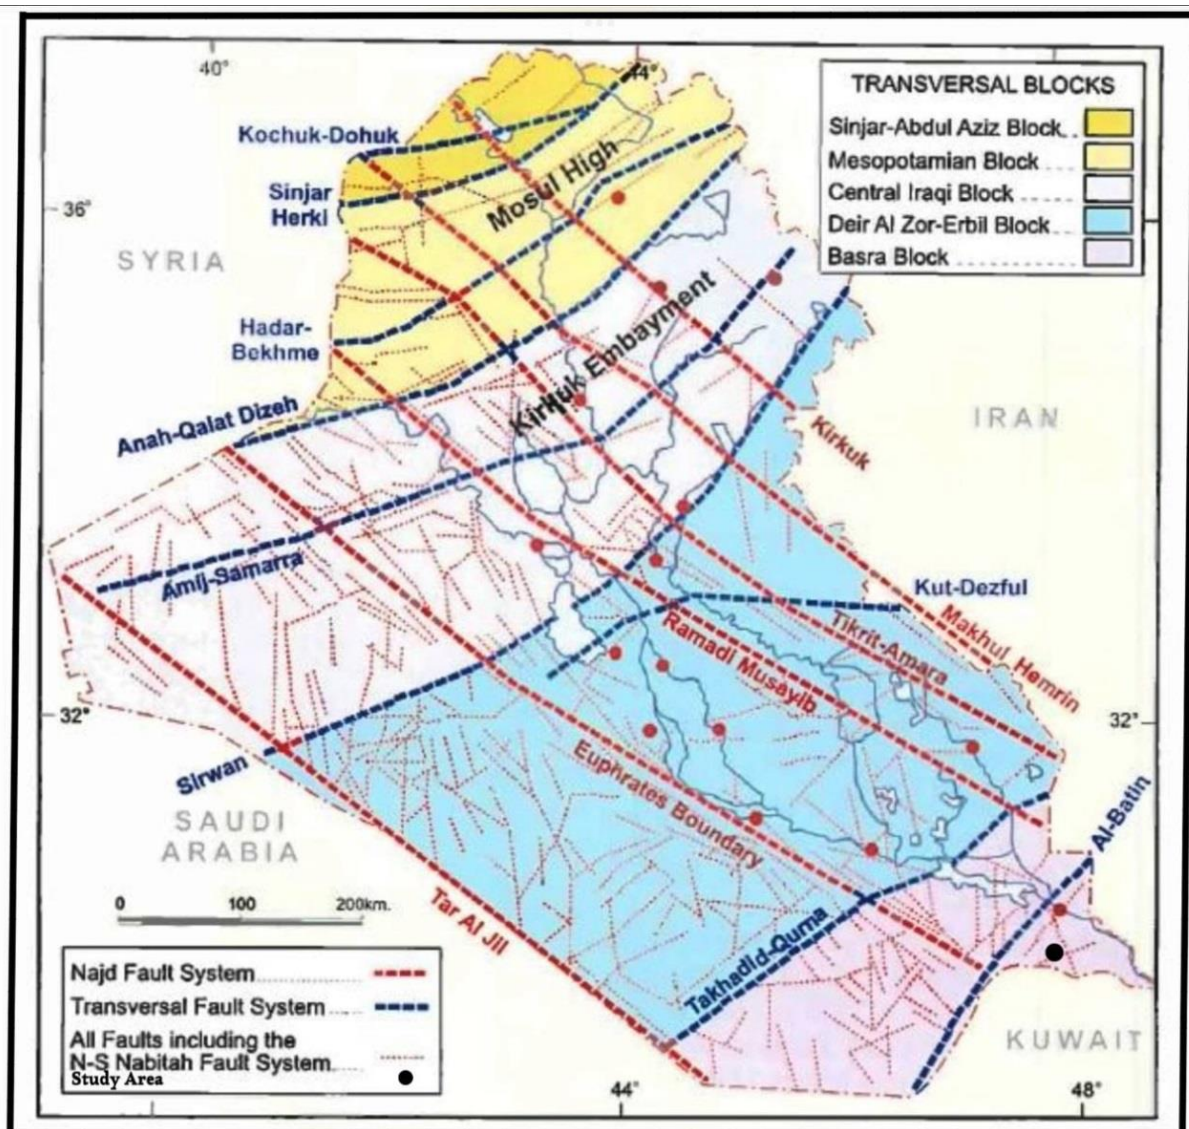 40°
44°
TRANSVERSAL BLOCKS
Sinjar-Abdul Aziz Block
Mesopotamian Block
Central Iraqi Block
Deir Al Zor-Erbil Block
Basra Block
Kochuk-Dohuk
Sinjar
Herki
36°
SYRIA
Mosul High
Hadar-
Bekhme
Kirkuk Embayment
Anah-Qalat Dizeh
IRAN
Kirkuk
Amij-Samarra
Kut-Dezful
Makhul Hemrin
Tikrit-Amara
Ramadi Musayib
32°
32°
Sirwan
Euphrates Boundary
Al-Batin
SAUDI
ARABIA
0 100 200km.
Tar Al Jil
Takhadid-Qurna
Najd Fault System
Transversal Fault System
All Faults including the
N-S Nabitah Fault System
Study Area
KUWAIT
44°
48°